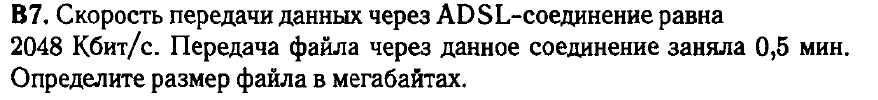 В7. Скорость передачи данных через ADSL-соединение равна
2048 Кбит/с. Передача файла через данное соединение заняла 0,5 мин.
Определите размер файла в мегабайтах.